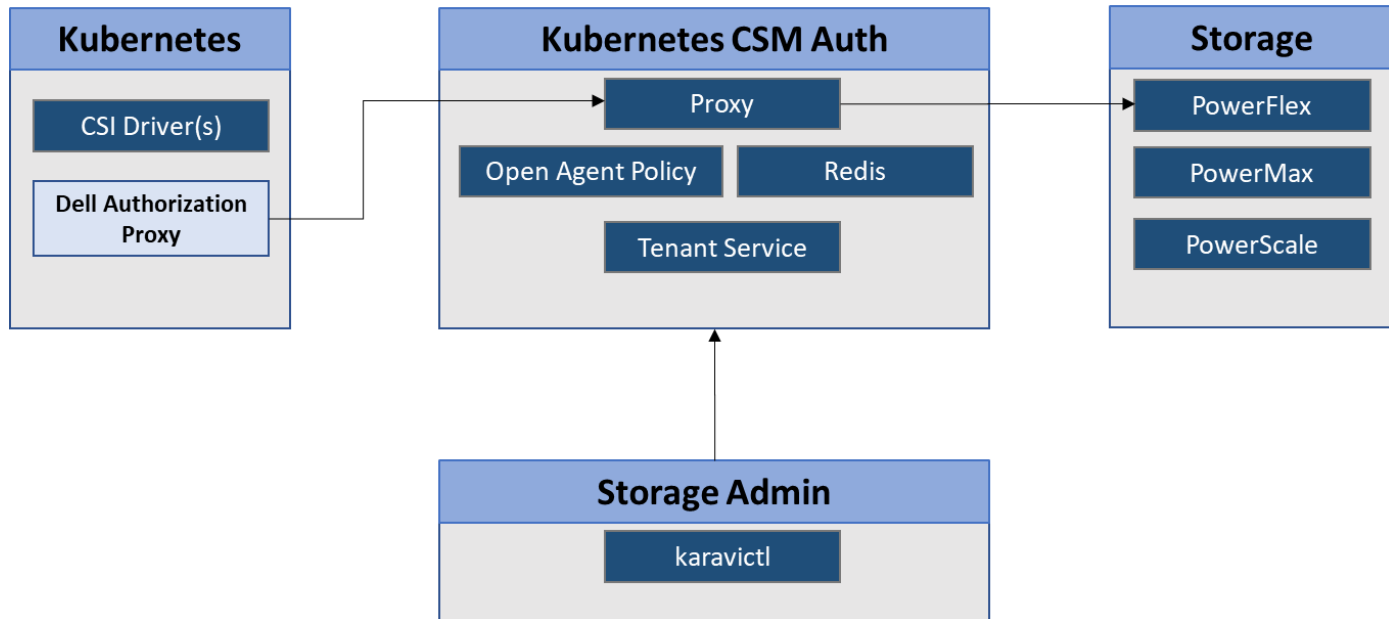 Kubernetes
CSI Driver(s)
Dell Authorization
Proxy
Kubernetes CSM Auth
Proxy
Open Agent Policy
Redis
Tenant Service
Storage
PowerFlex
PowerMax
PowerScale
Storage Admin
karavictl